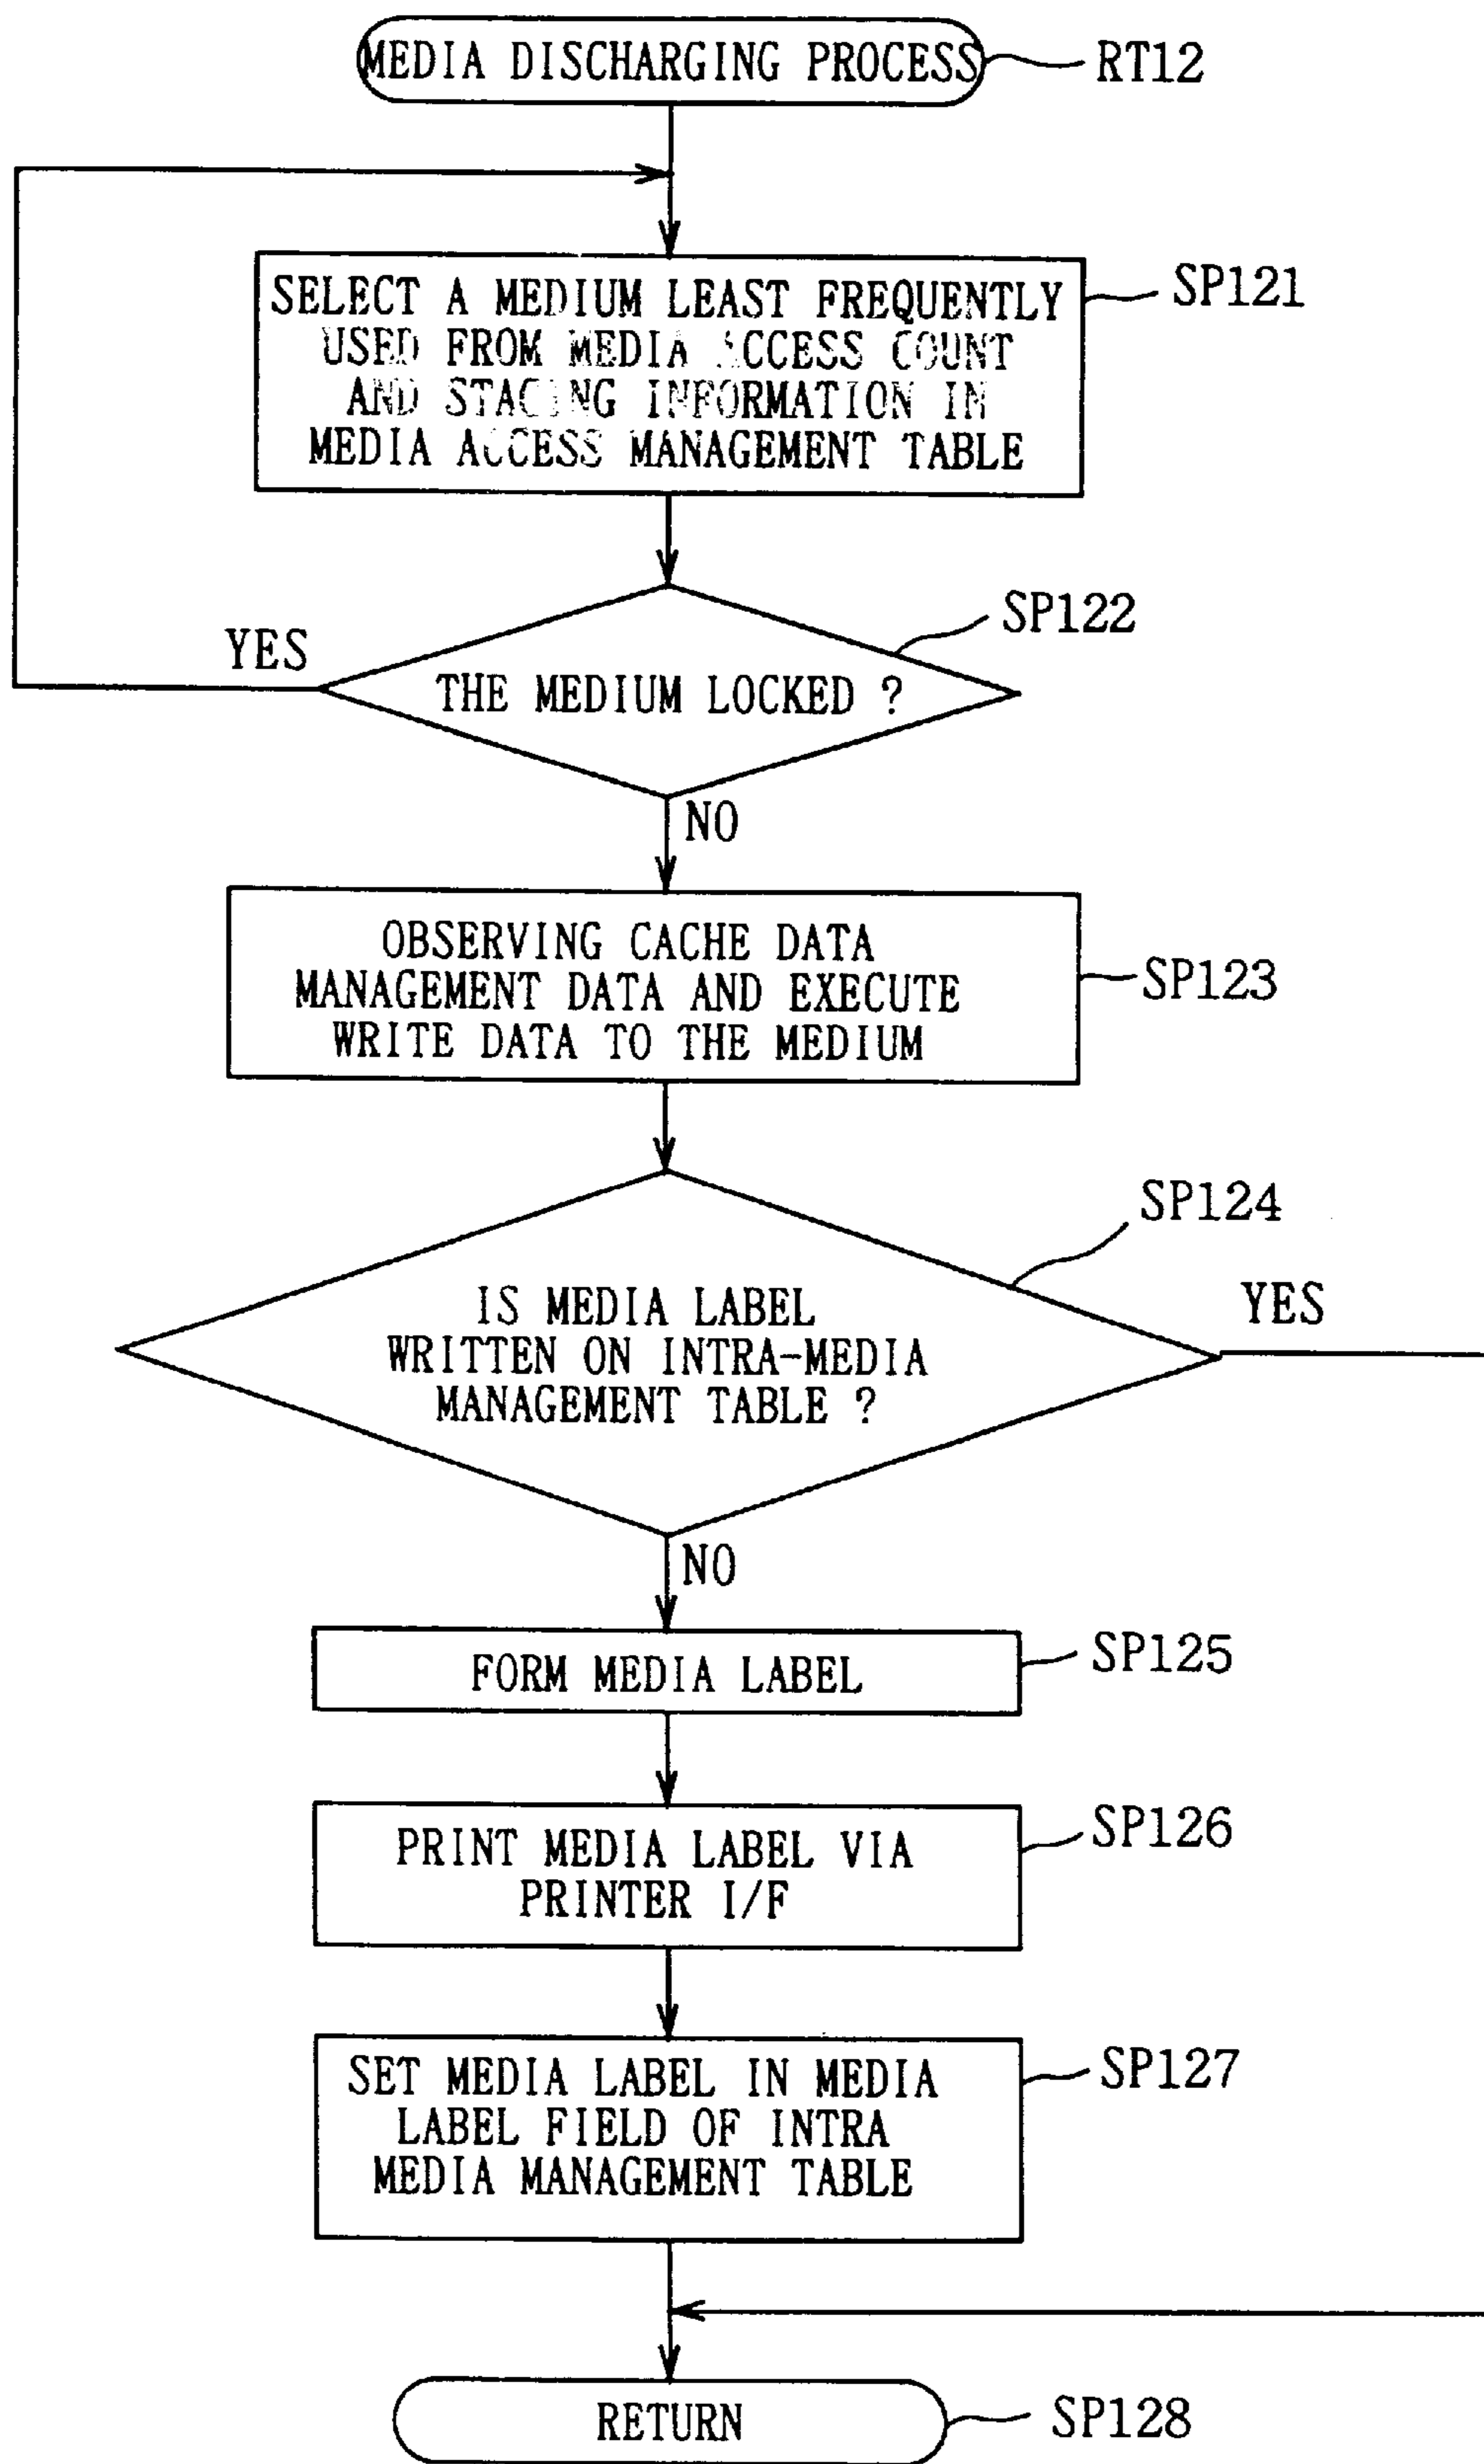 MEDIA DISCHARGING PROCESS
RT12
SELECT A MEDIUM LEAST FREQUENTLY
USED FROM MEDIA ACCESS COUNT
AND INFORMATION IN
MEDIA ACCESS MANAGEMENT TABLE
SP121
YES
THE MEDIUM LOCKED ?
SP122
NO
OBSERVING CACHE DATA
MANAGEMENT DATA AND EXECUTE
WRITE DATA TO THE MEDIUM
SP123
SP124
YES
IS MEDIA LABEL
WRITTEN ON INTRA-MEDIA
MANAGEMENT TABLE ?
NO
FORM MEDIA LABEL
SP125
PRINT MEDIA LABEL VIA
PRINTER I/F
SP126
SET MEDIA LABEL IN MEDIA
LABEL FIELD OF INTRA
MEDIA MANAGEMENT TABLE
SP127
RETURN
SP128